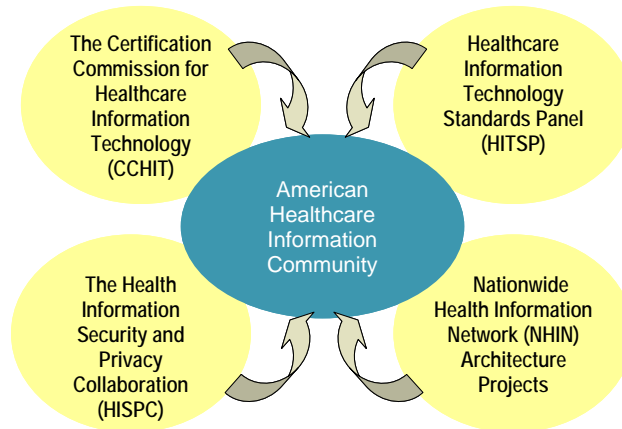 The Certification
Commission for
Healthcare
Information
Technology
(CCHIT)
Healthcare
Information
Technology
Standards Panel
(HITSP)
American
Healthcare
Information
Community
The Health
Information
Security and
Privacy
Collaboration
(HISPC)
Nationwide
Health Information
Network (NHIN)
Architecture
Projects